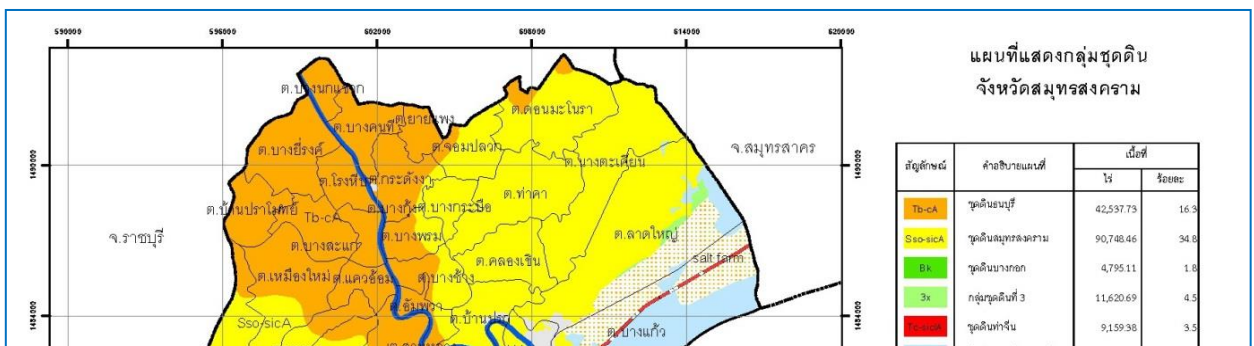 590000 596000 602000 608000 614000 620000
แผนที่แสดงกลุ่มชุดดิน
จังหวัดสมุทรสงคราม
ต.บางนกแขวก
ต.ดอนมะโนรา
ต.บางคนที ต.ยายแพง
ต.บางยี่รงค์ ต.จอมปลวก
ต.บางตะเคียน
จ.สมุทรสาคร
1490000 1490000
ต.โรงหีบ ต.กระดังงา
ต.ท่าคา
ต.บ้านปราโมทย์
Tb-cA
ต.บางกุ้ง ต.บางกระบือ
จ.ราชบุรี
ต.บางสะแก ต.บางพรม
ต.ลาดใหญ่
salt farm
ต.คลองเขิน
ต.เหมืองใหม่ ต.แควอ้อม ต.บางช้าง
ต.อัมพวา
1484000 1484000
Sso-sicA
ต.บ้านปรก
ต.บางแก้ว
สัญลักษณ์ คำอธิบายแผนที่ เนื้อที่
ไร่ ร้อยละ
Tb-cA ชุดดินธนบุรี 42,537.73 16.3
Sso-sicA ชุดดินสมุทรสงคราม 90,748.46 34.8
Bk ชุดดินบางกอก 4,795.11 1.8
3x กลุ่มชุดดินที่ 3 11,620.69 4.5
Tc-sicA ชุดดินท่าจีน 9,159.38 3.5